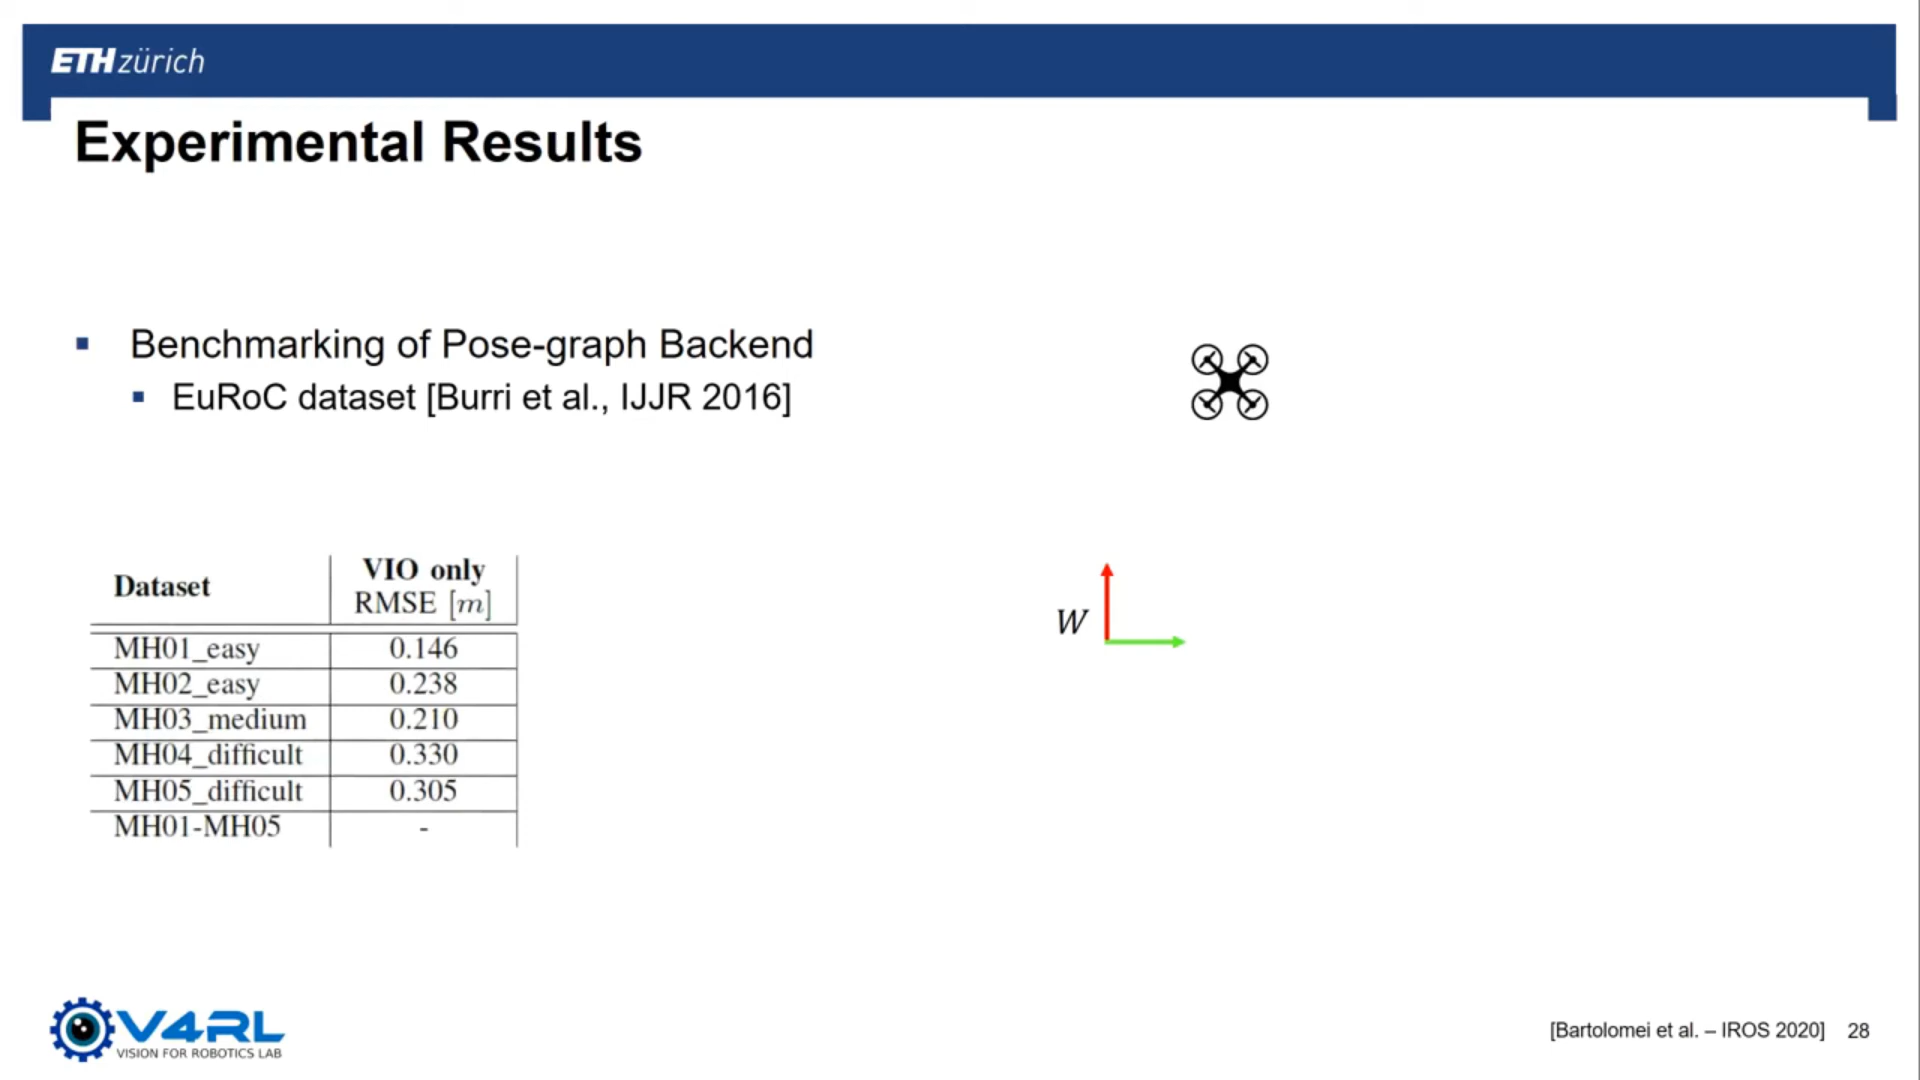 ETH zürich
Experimental Results
Benchmarking of Pose-graph Backend
EuRoC dataset [Burri et al., IJJR 2016]
Dataset VIO only
RMSE [m]
MH01_easy 0.146
MH02_easy 0.238
MH03_medium 0.210
MH04_difficult 0.330
MH05_difficult 0.305
MH01-MH05 -
W
V4RL
VISION FOR ROBOTICS LAB
[Bartolomei et al. – IROS 2020] 28